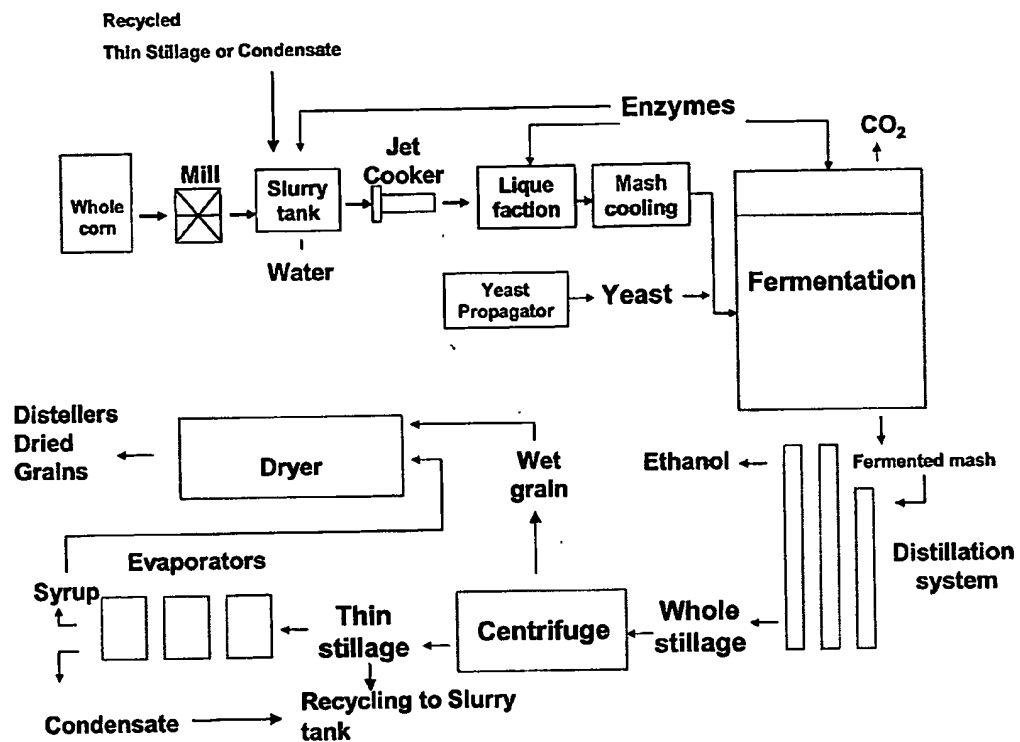 Recycled
Thin Stillage or Condensate
Enzymes
CO₂
Jet
Cooker
Mill
Whole
corn
Slurry
tank
Lique
faction
Mash
cooling
Water
Yeast
Propagator
Yeast
Fermentation
Distellers
Dried
Grains
Dryer
Wet
grain
Ethanol
Fermented mash
Distillation
system
Evaporators
Syrup
Thin
stillage
Centrifuge
Whole
stillage
Condensate
Recycling to Slurry
tank